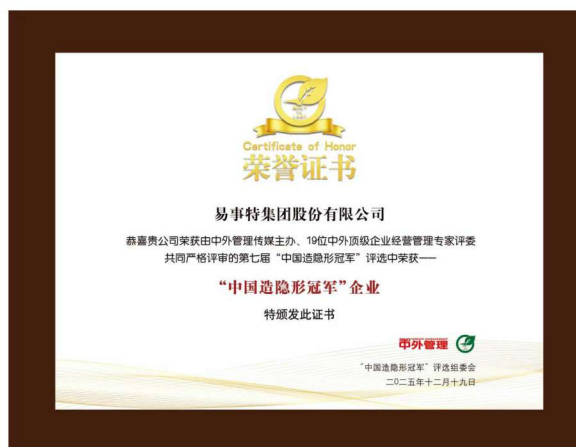 Certificate of Honor
荣誉证书
易事特集团股份有限公司
恭喜贵公司荣获由中外管理传媒主办、19位中外顶级企业经营管理专家评委
共同严格评审的第七届“中国造隐形冠军”评选中荣获一一
“中国造隐形冠军”企业
特颁发此证书
中外管理
“中国造隐形冠军”评选组委会
二〇二五年十二月十九日